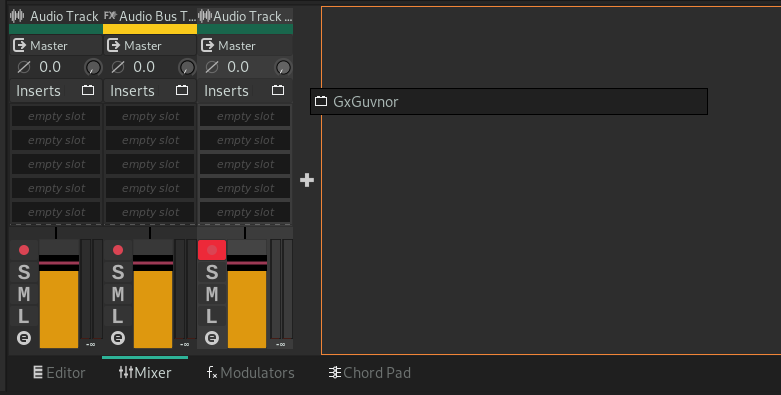 Audio Track FX Audio Bus T... Audio Track ...
Master Master Master
0.0 0.0 0.0
Inserts Inserts Inserts
GxGuvnor
empty slot empty slot empty slot
empty slot empty slot empty slot
empty slot empty slot empty slot
empty slot empty slot empty slot
empty slot empty slot empty slot
S S S
M M M
L L L
E E E
-∞ -∞ -∞
Editor Mixer fx Modulators Chord Pad